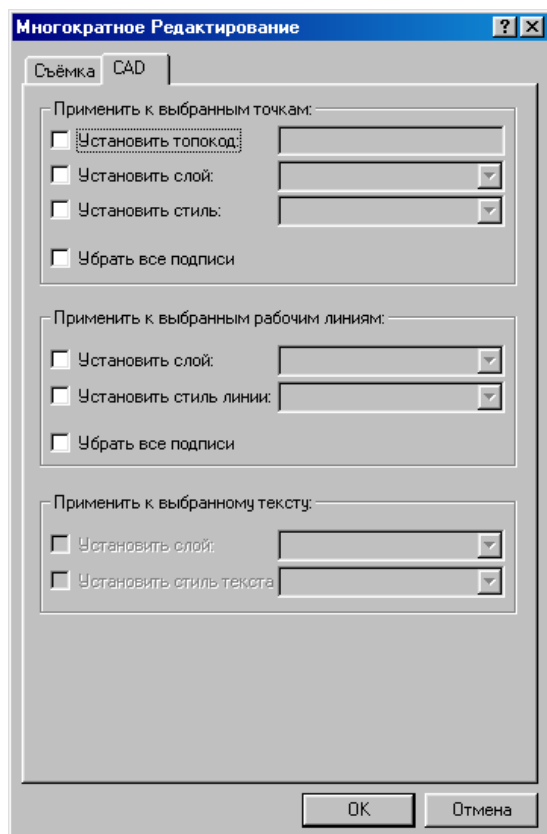 Многократное Редактирование
Съёмка CAD
Применить к выбранным точкам:
Установить топокод:
Установить слой:
Установить стиль:
Убрать все подписи
Применить к выбранным рабочим линиям:
Установить слой:
Установить стиль линии:
Убрать все подписи
Применить к выбранному тексту:
Установить слой:
Установить стиль текста
OK Отмена